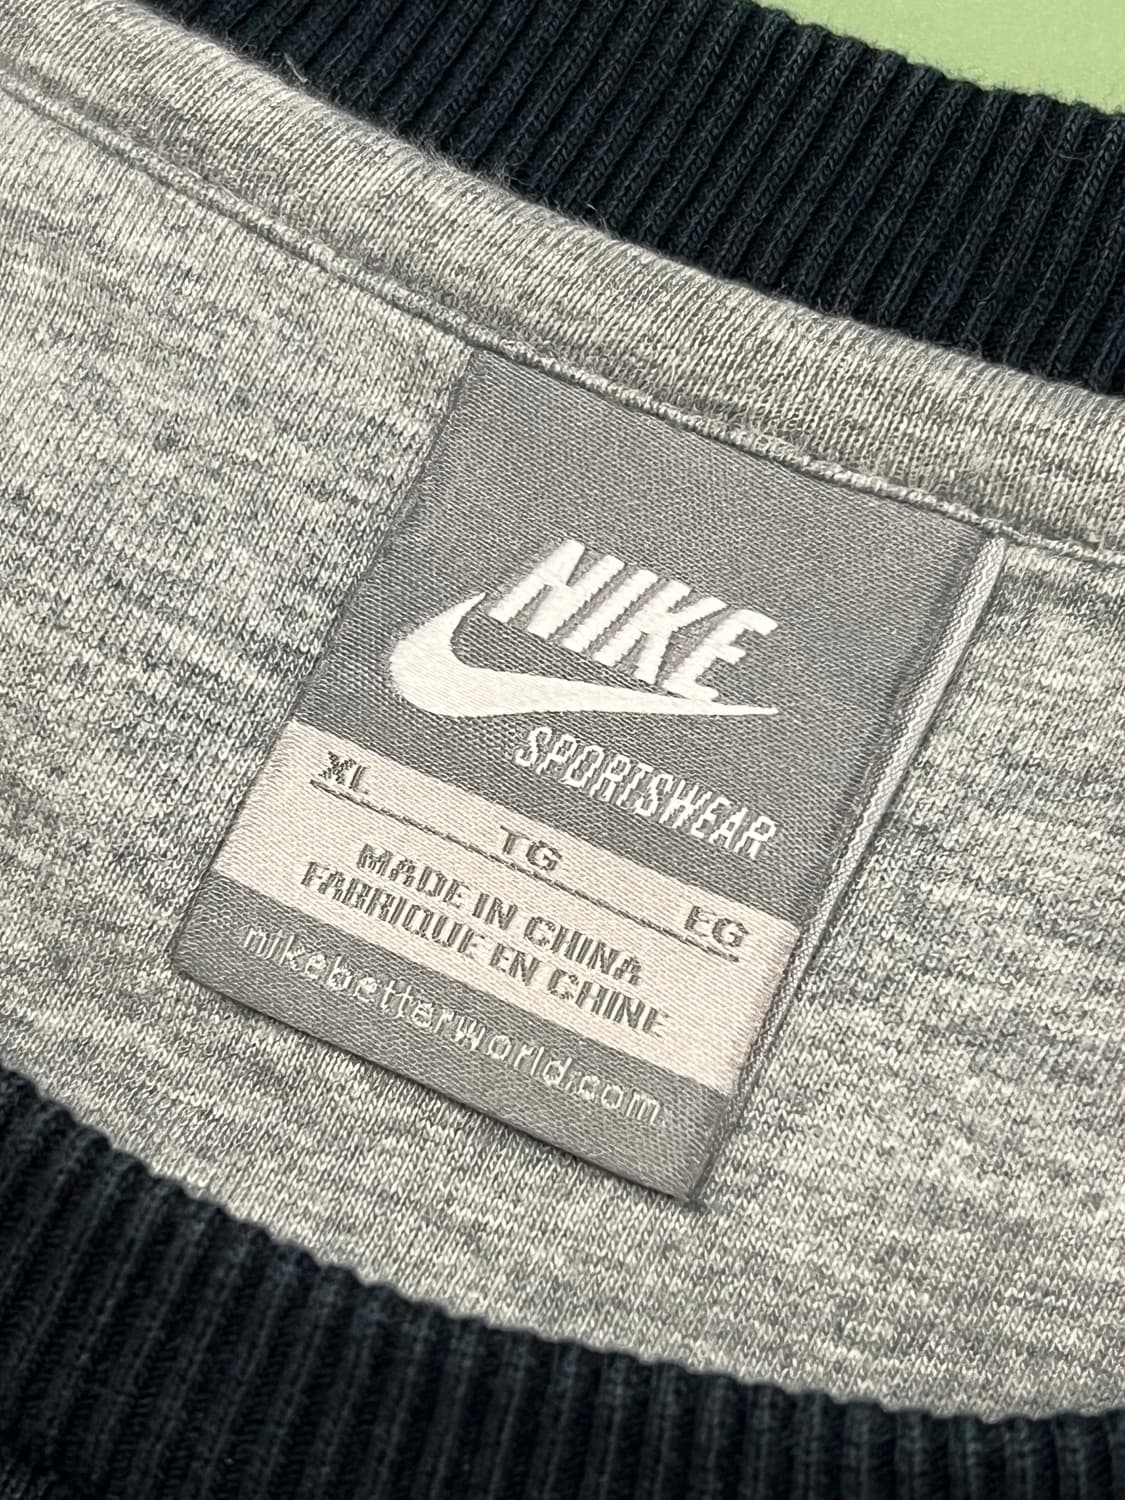 NIKE
SPORTSWEAR
XL TG EG
MADE IN CHINA
FABRIQUE EN CHINE
nikebetterworld.com